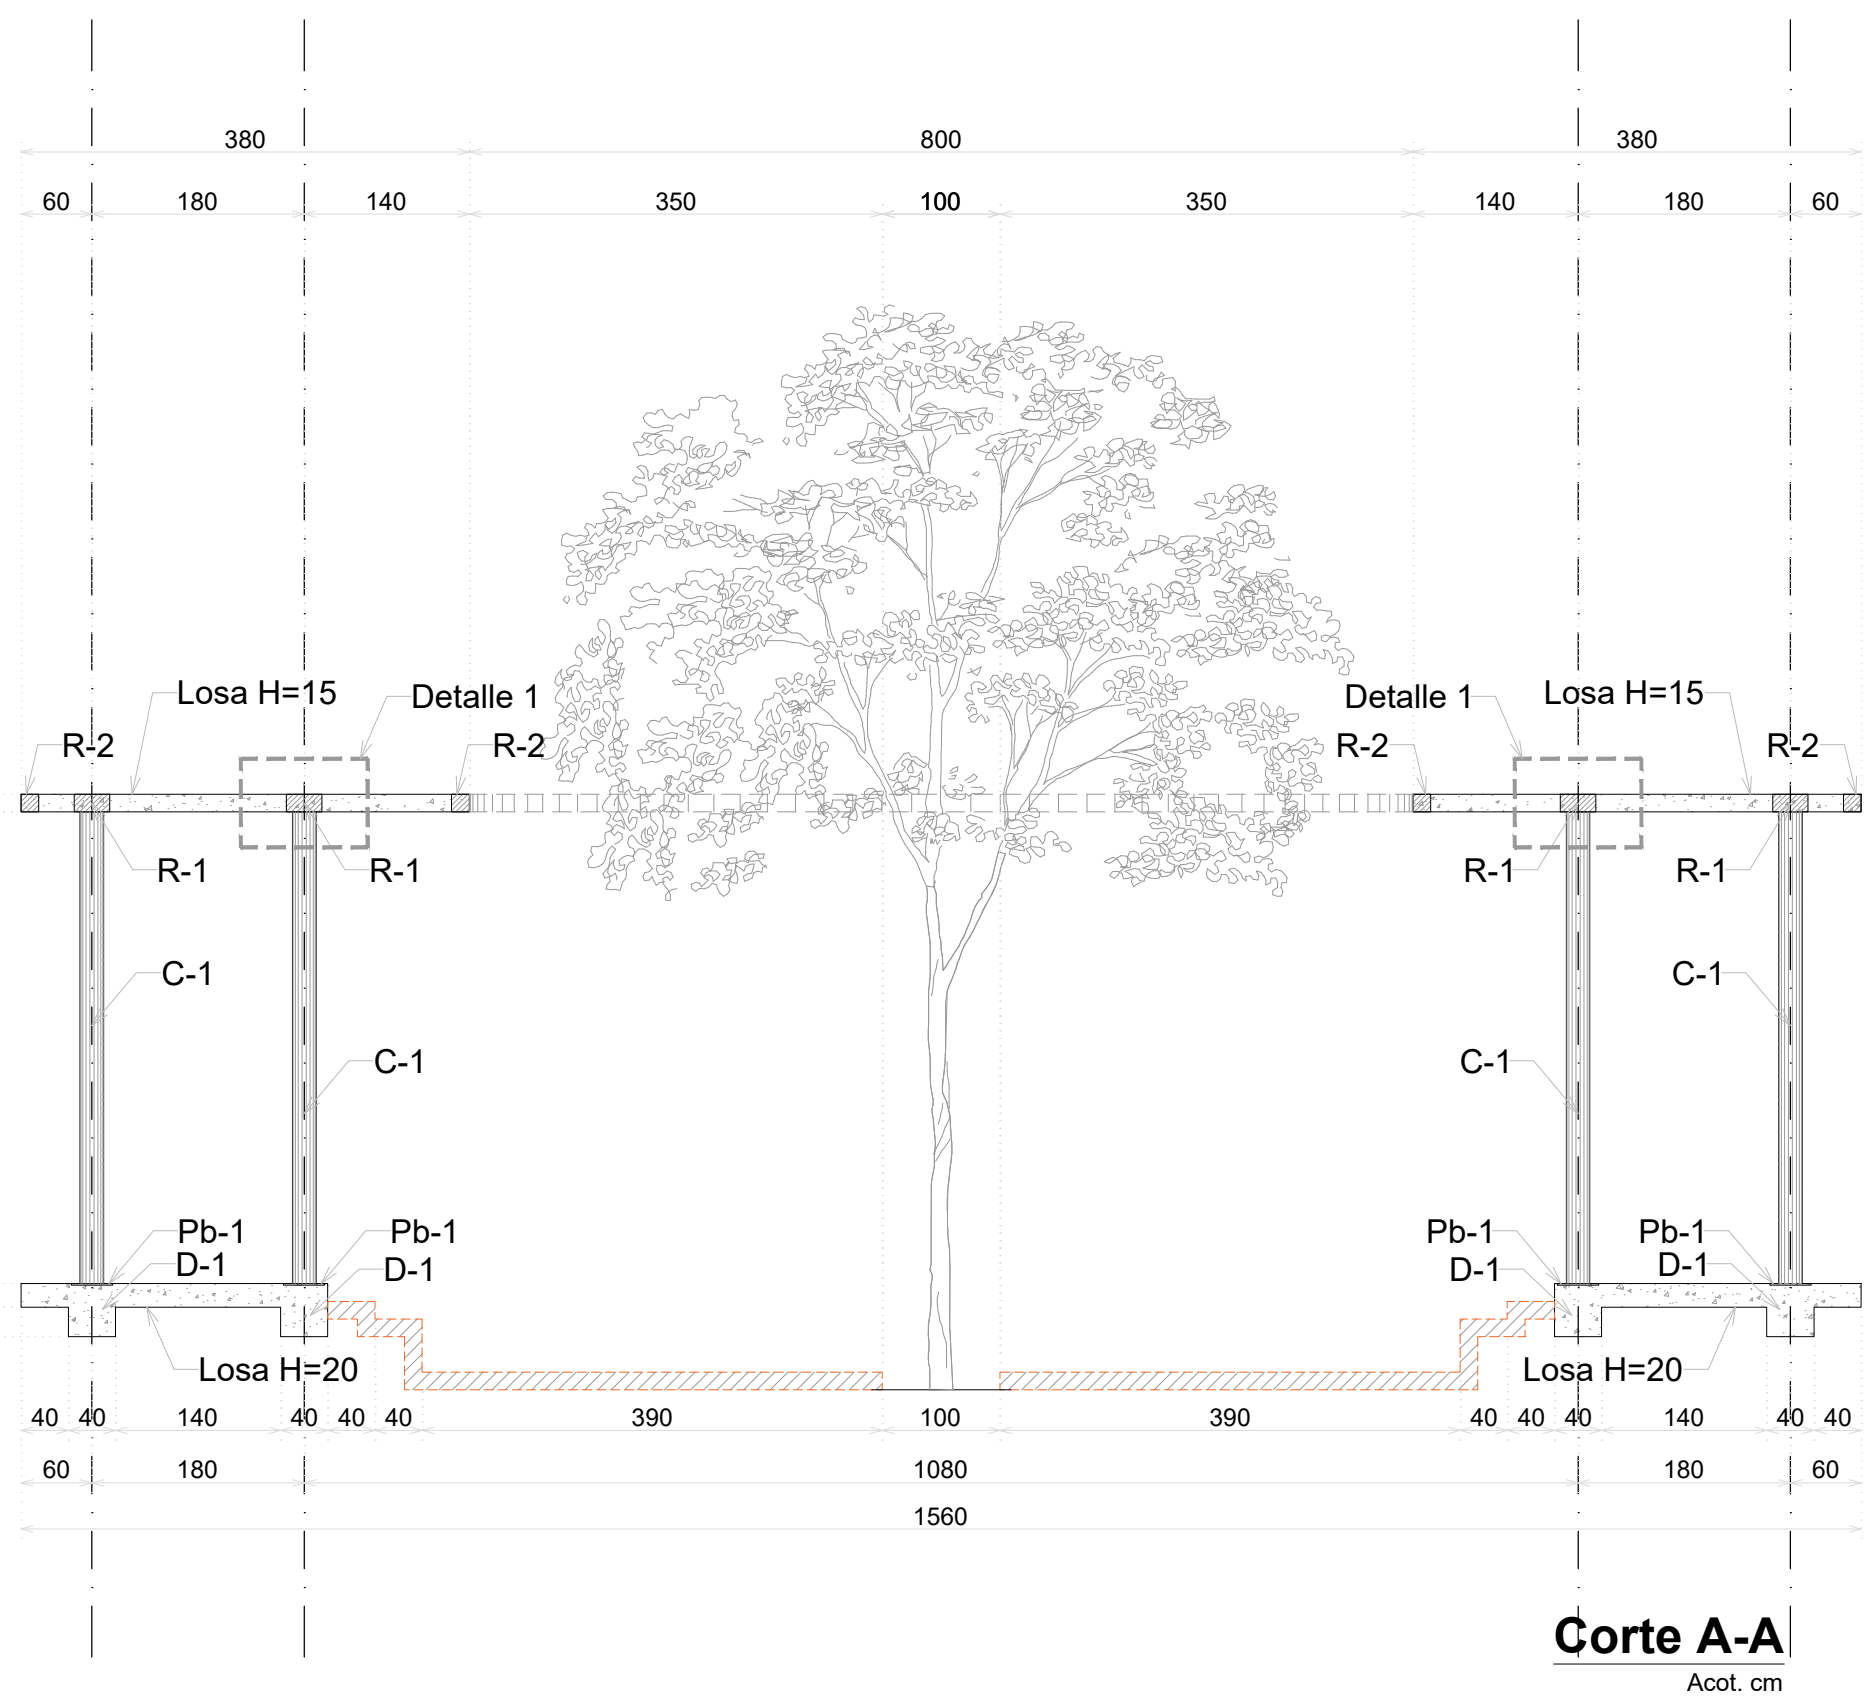 380 800 380
60 180 140 350 100 350 140 180 60
Losa H=15 Detalle 1 Detalle 1 Losa H=15
R-2 R-2 R-2 R-2
R-1 R-1 R-1 R-1
C-1 C-1
C-1 C-1
Pb-1 Pb-1 Pb-1 Pb-1
D-1 D-1 D-1 D-1
Losa H=20 Losa H=20
40 40 140 40 40 40 390 100 390 40 40 40 140 40 40
60 180 1080 180 60
1560
Corte A-A
Acot. cm